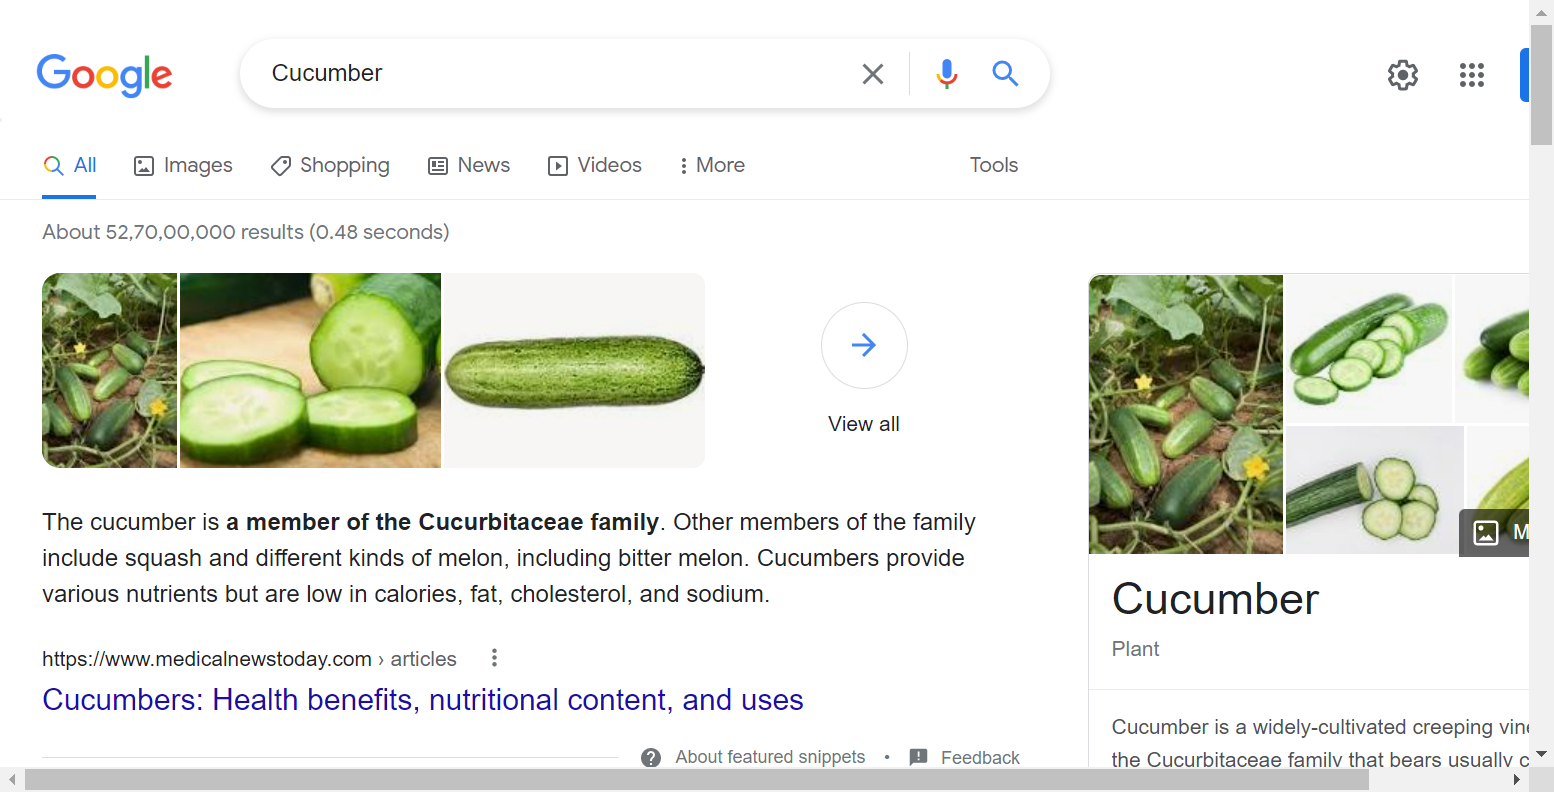 Google
Cucumber
All Images Shopping News Videos More Tools
About 52,70,00,000 results (0.48 seconds)
View all
The cucumber is a member of the Cucurbitaceae family. Other members of the family
include squash and different kinds of melon, including bitter melon. Cucumbers provide
various nutrients but are low in calories, fat, cholesterol, and sodium.
https://www.medicalnewstoday.com › articles
Cucumbers: Health benefits, nutritional content, and uses
About featured snippets • Feedback
M
Cucumber
Plant
Cucumber is a widely-cultivated creeping vine
the Cucurbitaceae family that bears usually c